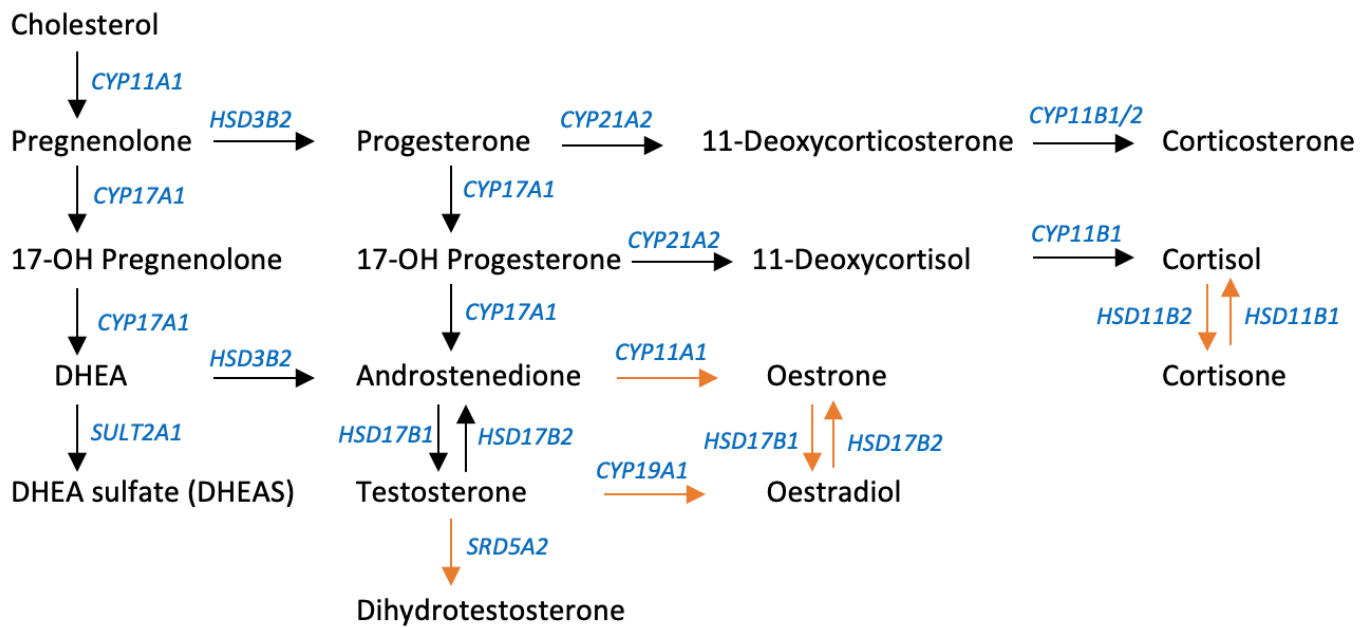 Cholesterol
CYP11A1
Pregnenolone
HSD3B2
Progesterone
CYP21A2
11-Deoxycorticosterone
CYP11B1/2
Corticosterone
CYP17A1
CYP17A1
17-OH Pregnenolone
17-OH Progesterone
CYP21A2
11-Deoxycortisol
CYP11B1
Cortisol
CYP17A1
CYP17A1
HSD11B2
HSD11B1
DHEA
HSD3B2
Androstenedione
CYP11A1
Oestrone
Cortisone
SULT2A1
HSD17B1
HSD17B2
HSD17B1
HSD17B2
DHEA sulfate (DHEAS)
Testosterone
CYP19A1
Oestradiol
SRD5A2
Dihydrotestosterone